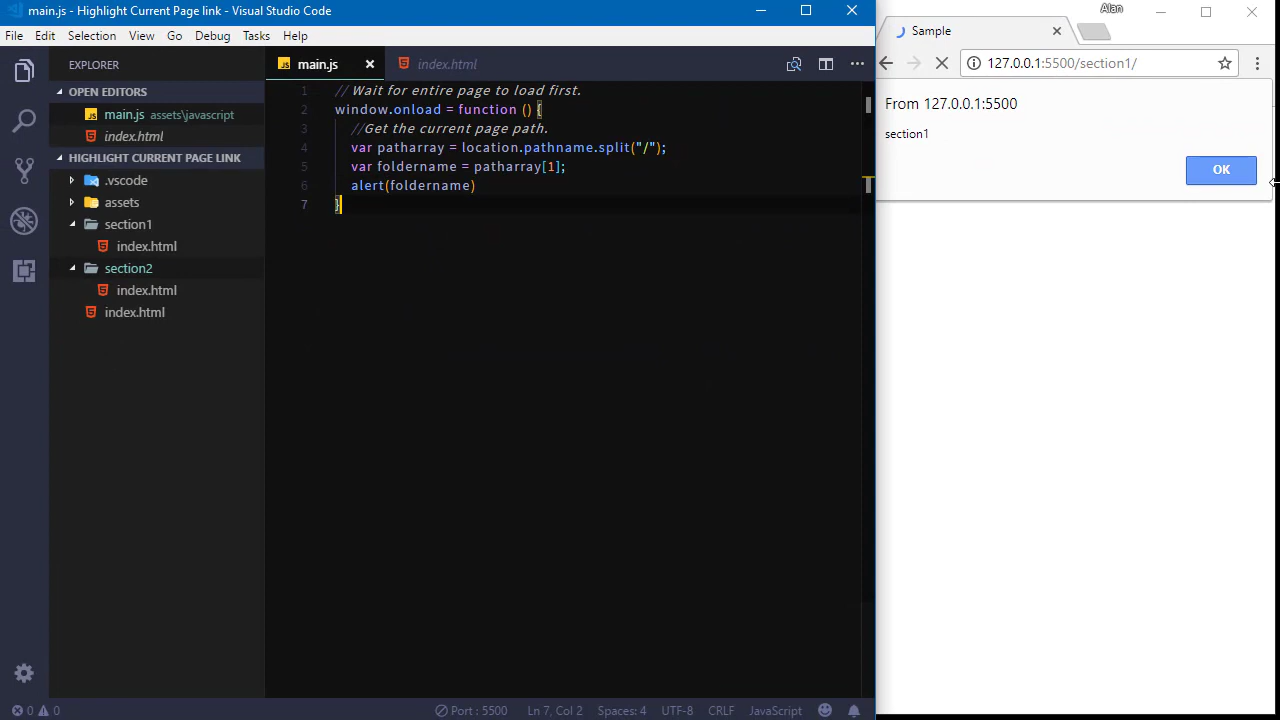 main.js - Highlight Current Page link - Visual Studio Code
File Edit Selection View Go Debug Tasks Help
EXPLORER
OPEN EDITORS
main.js assets\javascript
index.html
HIGHLIGHT CURRENT PAGE LINK
.vscode
assets
section1
index.html
section2
index.html
index.html
main.js
index.html
1 // Wait for entire page to load first.
2 window.onload = function () {
3 //Get the current page path.
4 var patharray = location.pathname.split("/");
5 var foldername = patharray[1];
6 alert(foldername)
7 }
0 0
Port : 5500 Ln 7, Col 2 Spaces: 4 UTF-8 CRLF JavaScript
Alan
Sample
127.0.0.1:5500/section1/
From 127.0.0.1:5500
section1
OK